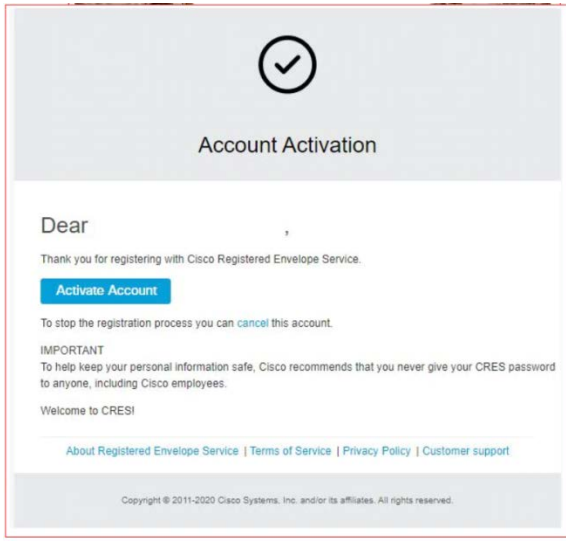 Account Activation
Dear ,
Thank you for registering with Cisco Registered Envelope Service.
Activate Account
To stop the registration process you can cancel this account.
IMPORTANT
To help keep your personal information safe, Cisco recommends that you never give your CRES password
to anyone, including Cisco employees.
Welcome to CRES!
About Registered Envelope Service | Terms of Service | Privacy Policy | Customer support
Copyright © 2011-2020 Cisco Systems, Inc. and/or its affiliates. All rights reserved.